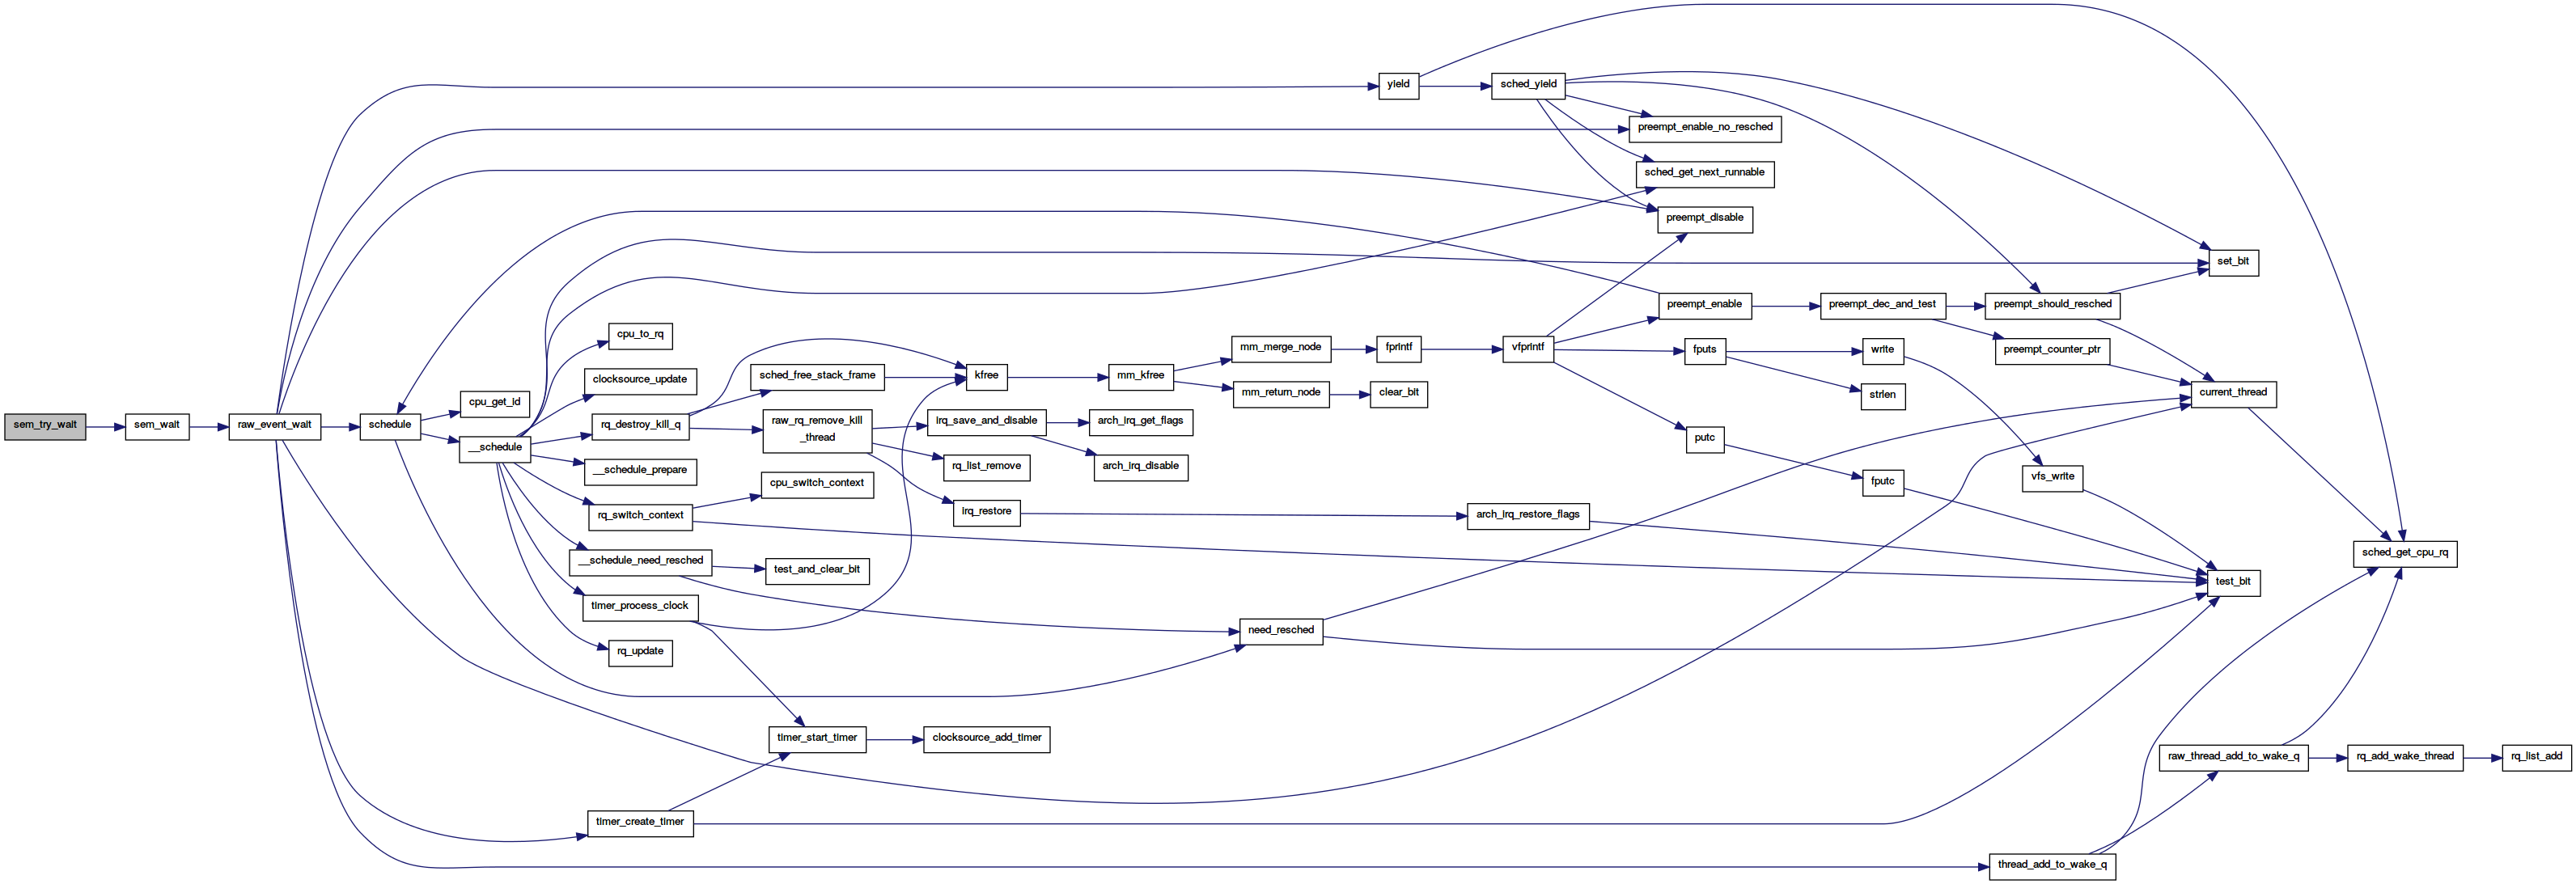 sem_try_wait
sem_wait
raw_event_wait
schedule
cpu_get_id
__schedule
cpu_to_rq
clocksource_update
rq_destroy_kill_q
__schedule_prepare
rq_switch_context
__schedule_need_resched
timer_process_clock
rq_update
timer_create_timer
sched_free_stack_frame
raw_rq_remove_kill
_thread
cpu_switch_context
test_and_clear_bit
timer_start_timer
kfree
irq_save_and_disable
rq_list_remove
irq_restore
clocksource_add_timer
mm_kfree
arch_irq_get_flags
arch_irq_disable
mm_merge_node
mm_return_node
need_resched
yield
fprintf
clear_bit
sched_yield
vfprintf
arch_irq_restore_flags
preempt_enable_no_resched
sched_get_next_runnable
preempt_disable
preempt_enable
fputs
putc
preempt_dec_and_test
write
strlen
fputc
preempt_should_resched
preempt_counter_ptr
vfs_write
thread_add_to_wake_q
set_bit
current_thread
test_bit
raw_thread_add_to_wake_q
sched_get_cpu_rq
rq_add_wake_thread
rq_list_add